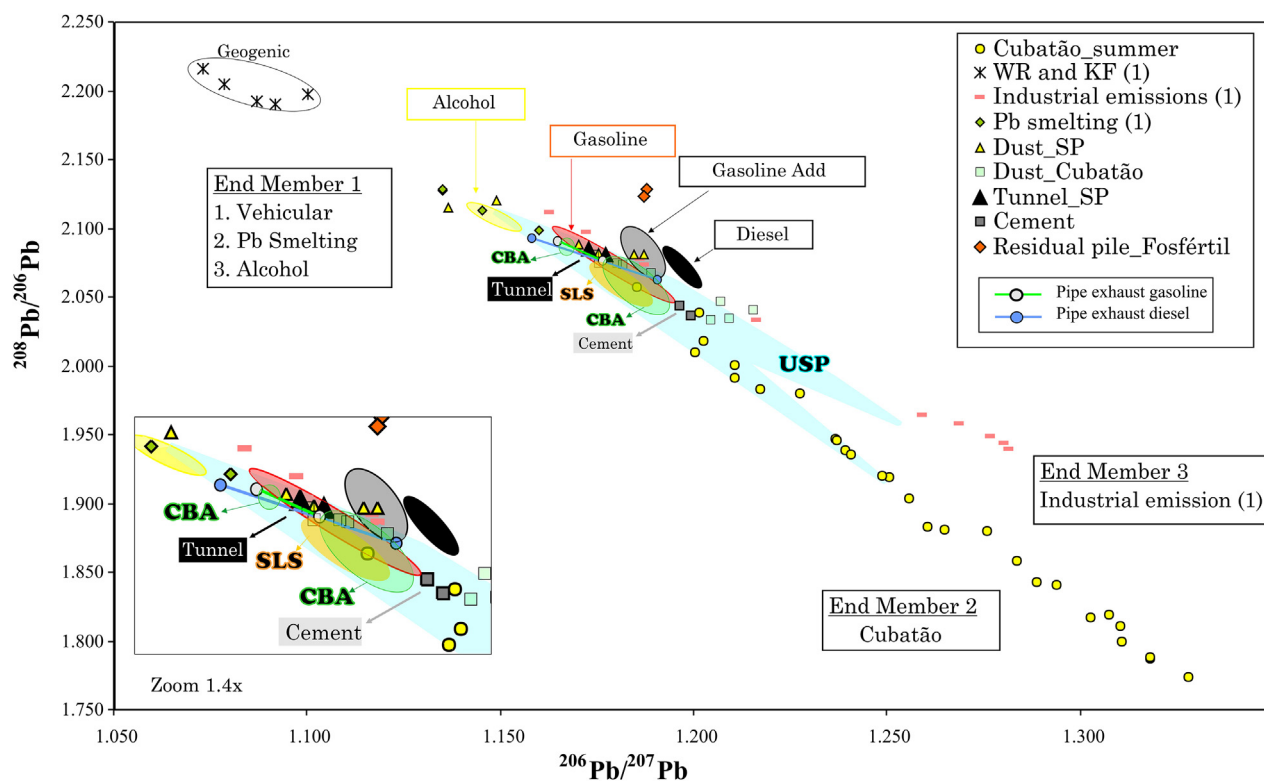 2.250
2.200
2.150
2.100
2.050
2.000
1.950
1.900
1.850
1.800
1.750
208Pb/206Pb
1.050
1.100
1.150
1.200
1.250
1.300
206Pb/207Pb
Geogenic
Alcohol
Gasoline
Gasoline Add
Diesel
End Member 1
1. Vehicular
2. Pb Smelting
3. Alcohol
CBA
Tunnel
SLS
CBA
Cement
USP
Cubatão_summer
WR and KF (1)
Industrial emissions (1)
Pb smelting (1)
Dust_SP
Dust_Cubatão
Tunnel_SP
Cement
Residual pile_Fosfértil
Pipe exhaust gasoline
Pipe exhaust diesel
End Member 3
Industrial emission (1)
End Member 2
Cubatão
CBA
Tunnel
SLS
CBA
Cement
Zoom 1.4x